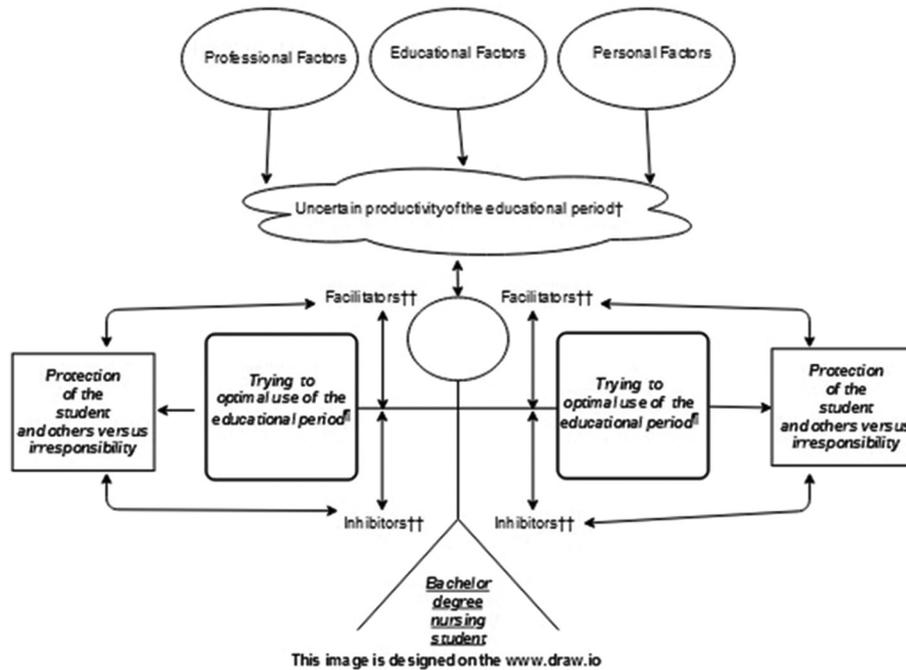 Professional Factors
Educational Factors
Personal Factors
Uncertain productivity of the educational period†
Facilitators††
Facilitators††
Protection
of the
student
and others versus
irresponsibility
Trying to
optimal use of the
educational period¶
Trying to
optimal use of the
educational period¶
Protection
of the
student
and others versus
irresponsibility
Inhibitors††
Inhibitors††
Bachelor
degree
nursing
student
This image is designed on the www.draw.io